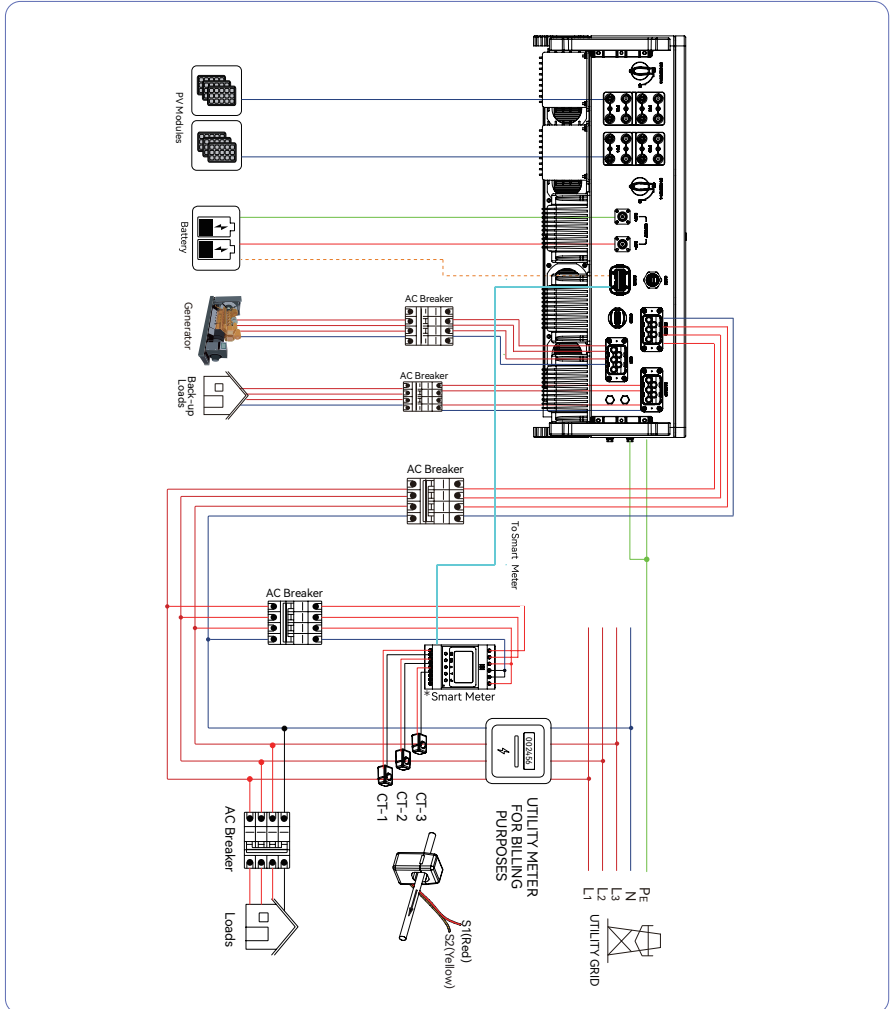 PV Modules
Battery
Generator
AC Breaker
Back-up
Loads
AC Breaker
AC Breaker
To Smart Meter
AC Breaker
* Smart Meter
002456
UTILITY METER
FOR BILLING
PURPOSES
CT-3
CT-2
CT-1
AC Breaker
Loads
S1(Red)
S2(Yellow)
PE
N
L3
L2
L1
UTILITY GRID